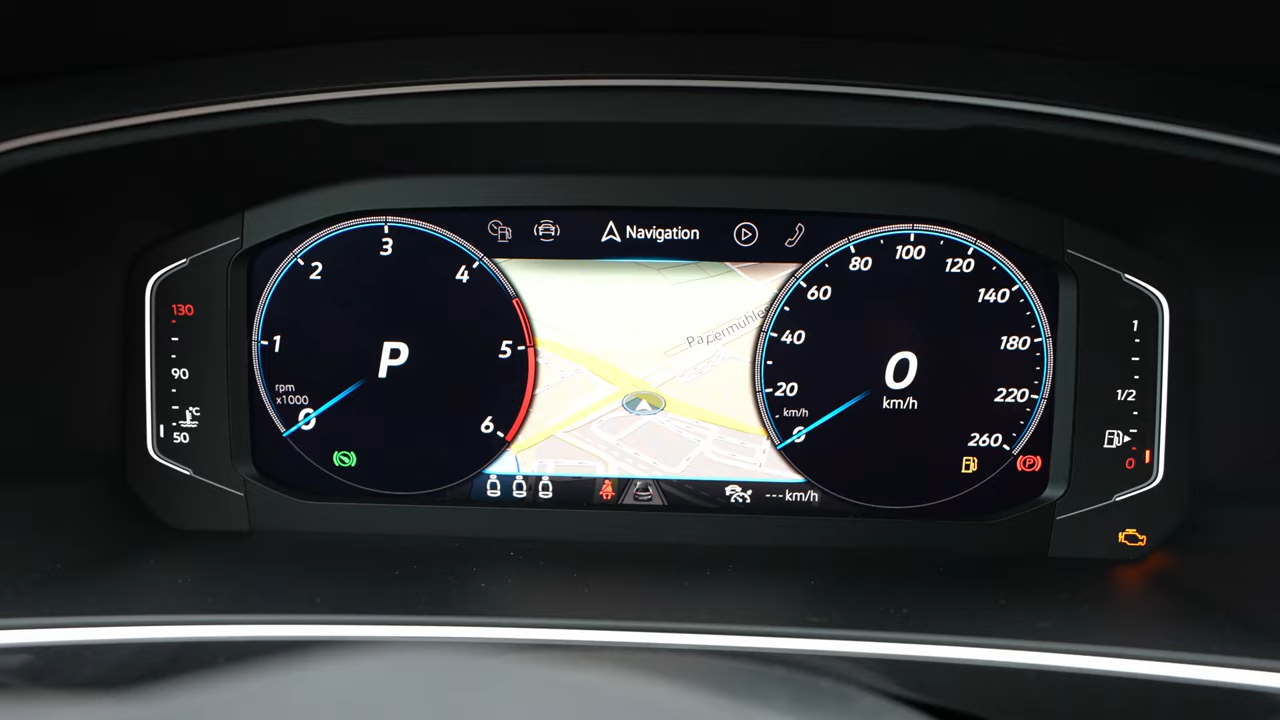 Navigation
130
90
°C
50
1
2
3
4
5
6
rpm
x1000
0
P
Papermühles
20
40
60
80
100
120
140
180
220
260
km/h
0
0
km/h
P
---km/h
1
1/2
0